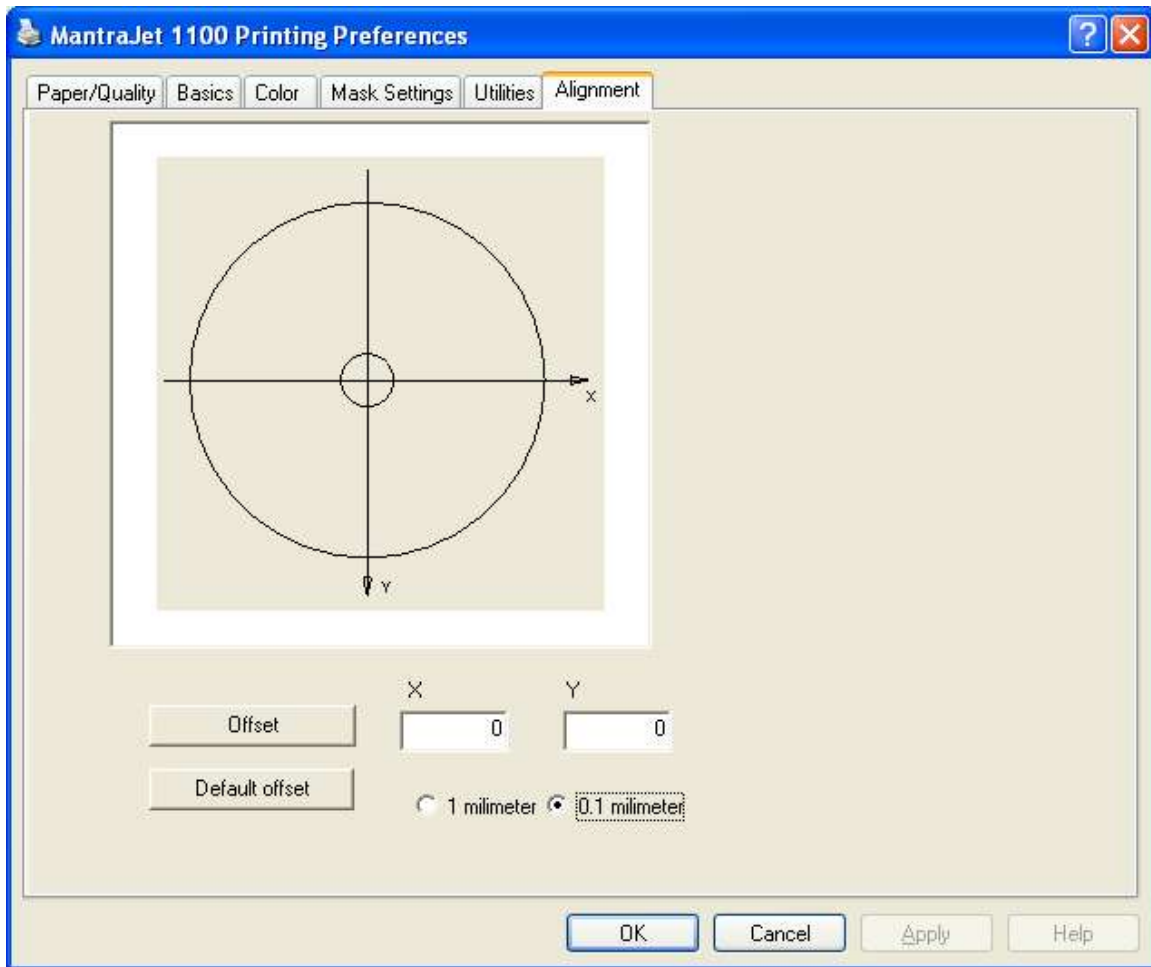 MantraJet 1100 Printing Preferences
Paper/Quality Basics Color Mask Settings Utilities Alignment
X
Y
X Y
Offset 0 0
Default offset 1 milimeter 0.1 milimeter
OK Cancel Apply Help